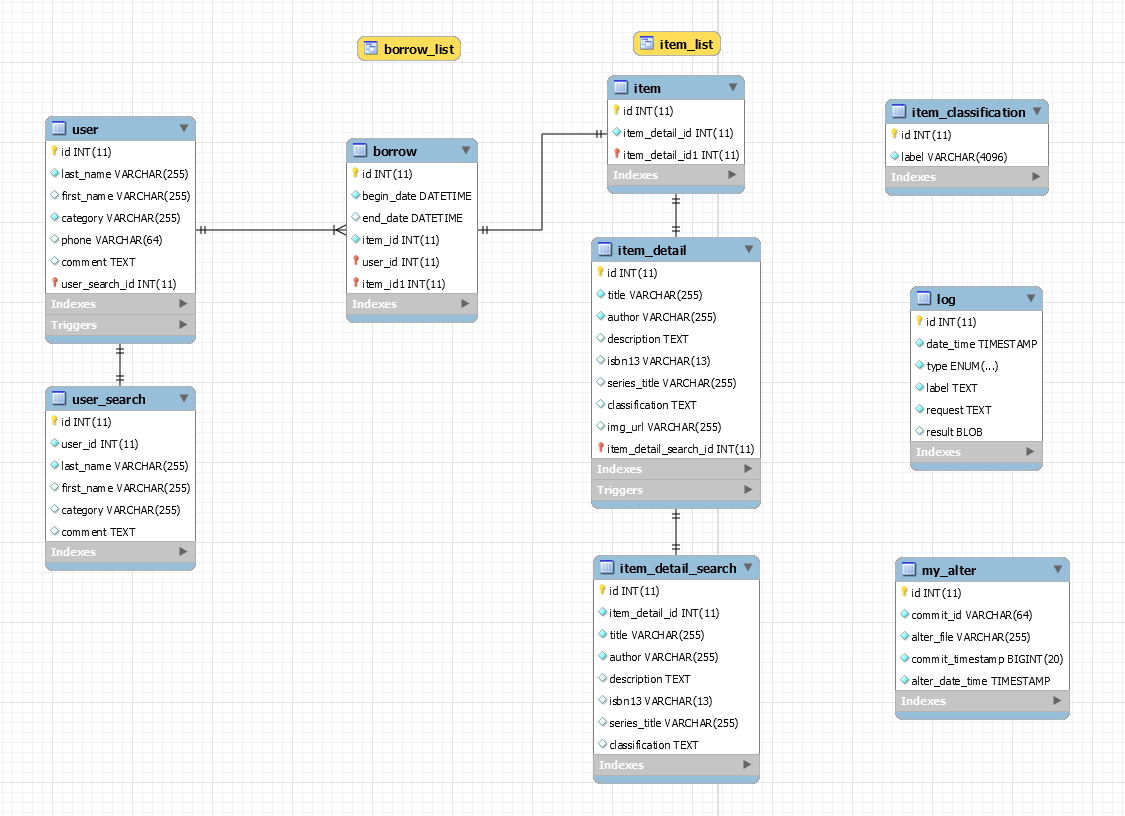 borrow_list
item_list
user
id INT(11)
last_name VARCHAR(255)
first_name VARCHAR(255)
category VARCHAR(255)
phone VARCHAR(64)
comment TEXT
user_search_id INT(11)
Indexes
Triggers
user_search
id INT(11)
user_id INT(11)
last_name VARCHAR(255)
first_name VARCHAR(255)
category VARCHAR(255)
comment TEXT
Indexes
borrow
id INT(11)
begin_date DATETIME
end_date DATETIME
item_id INT(11)
user_id INT(11)
item_id1 INT(11)
Indexes
item
id INT(11)
item_detail_id INT(11)
item_detail_id1 INT(11)
Indexes
item_detail
id INT(11)
title VARCHAR(255)
author VARCHAR(255)
description TEXT
isbn13 VARCHAR(13)
series_title VARCHAR(255)
classification TEXT
img_url VARCHAR(255)
item_detail_search_id INT(11)
Indexes
Triggers
item_detail_search
id INT(11)
item_detail_id INT(11)
title VARCHAR(255)
author VARCHAR(255)
description TEXT
isbn13 VARCHAR(13)
series_title VARCHAR(255)
classification TEXT
Indexes
item_classification
id INT(11)
label VARCHAR(4096)
Indexes
log
id INT(11)
date_time TIMESTAMP
type ENUM(...)
label TEXT
request TEXT
result BLOB
Indexes
my_alter
id INT(11)
commit_id VARCHAR(64)
alter_file VARCHAR(255)
commit_timestamp BIGINT(20)
alter_date_time TIMESTAMP
Indexes